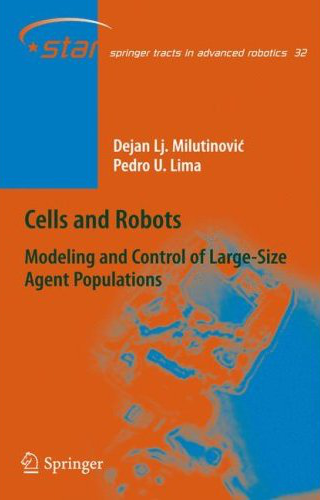 star
springer tracts in advanced robotics 32
Dejan Lj. Milutinović
Pedro U. Lima
Cells and Robots
Modeling and Control of Large-Size
Agent Populations
Springer